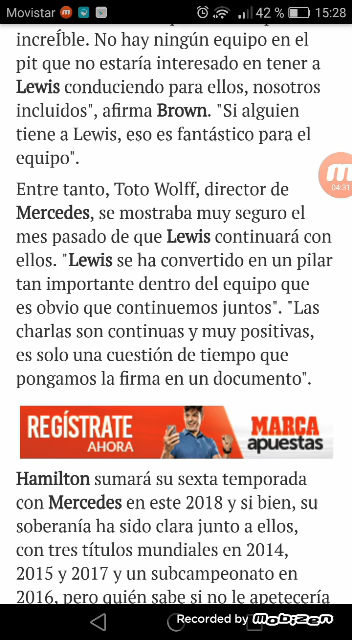 Movistar 42 % 15:28
increíble. No hay ningún equipo en el
pit que no estaría interesado en tener a
Lewis conduciendo para ellos, nosotros
incluidos", afirma Brown. "Si alguien
tiene a Lewis, eso es fantástico para el
equipo".
04:31
Entre tanto, Toto Wolff, director de
Mercedes, se mostraba muy seguro el
mes pasado de que Lewis continuará con
ellos. "Lewis se ha convertido en un pilar
tan importante dentro del equipo que
es obvio que continuemos juntos". "Las
charlas son continuas y muy positivas,
es solo una cuestión de tiempo que
pongamos la firma en un documento".
REGÍSTRATE
AHORA
MARCA
apuestas
Hamilton sumará su sexta temporada
con Mercedes en este 2018 y si bien, su
soberanía ha sido clara junto a ellos,
con tres títulos mundiales en 2014,
2015 y 2017 y un subcampeonato en
2016, pero quién sabe si no le apetecería
Recorded by Mobizen